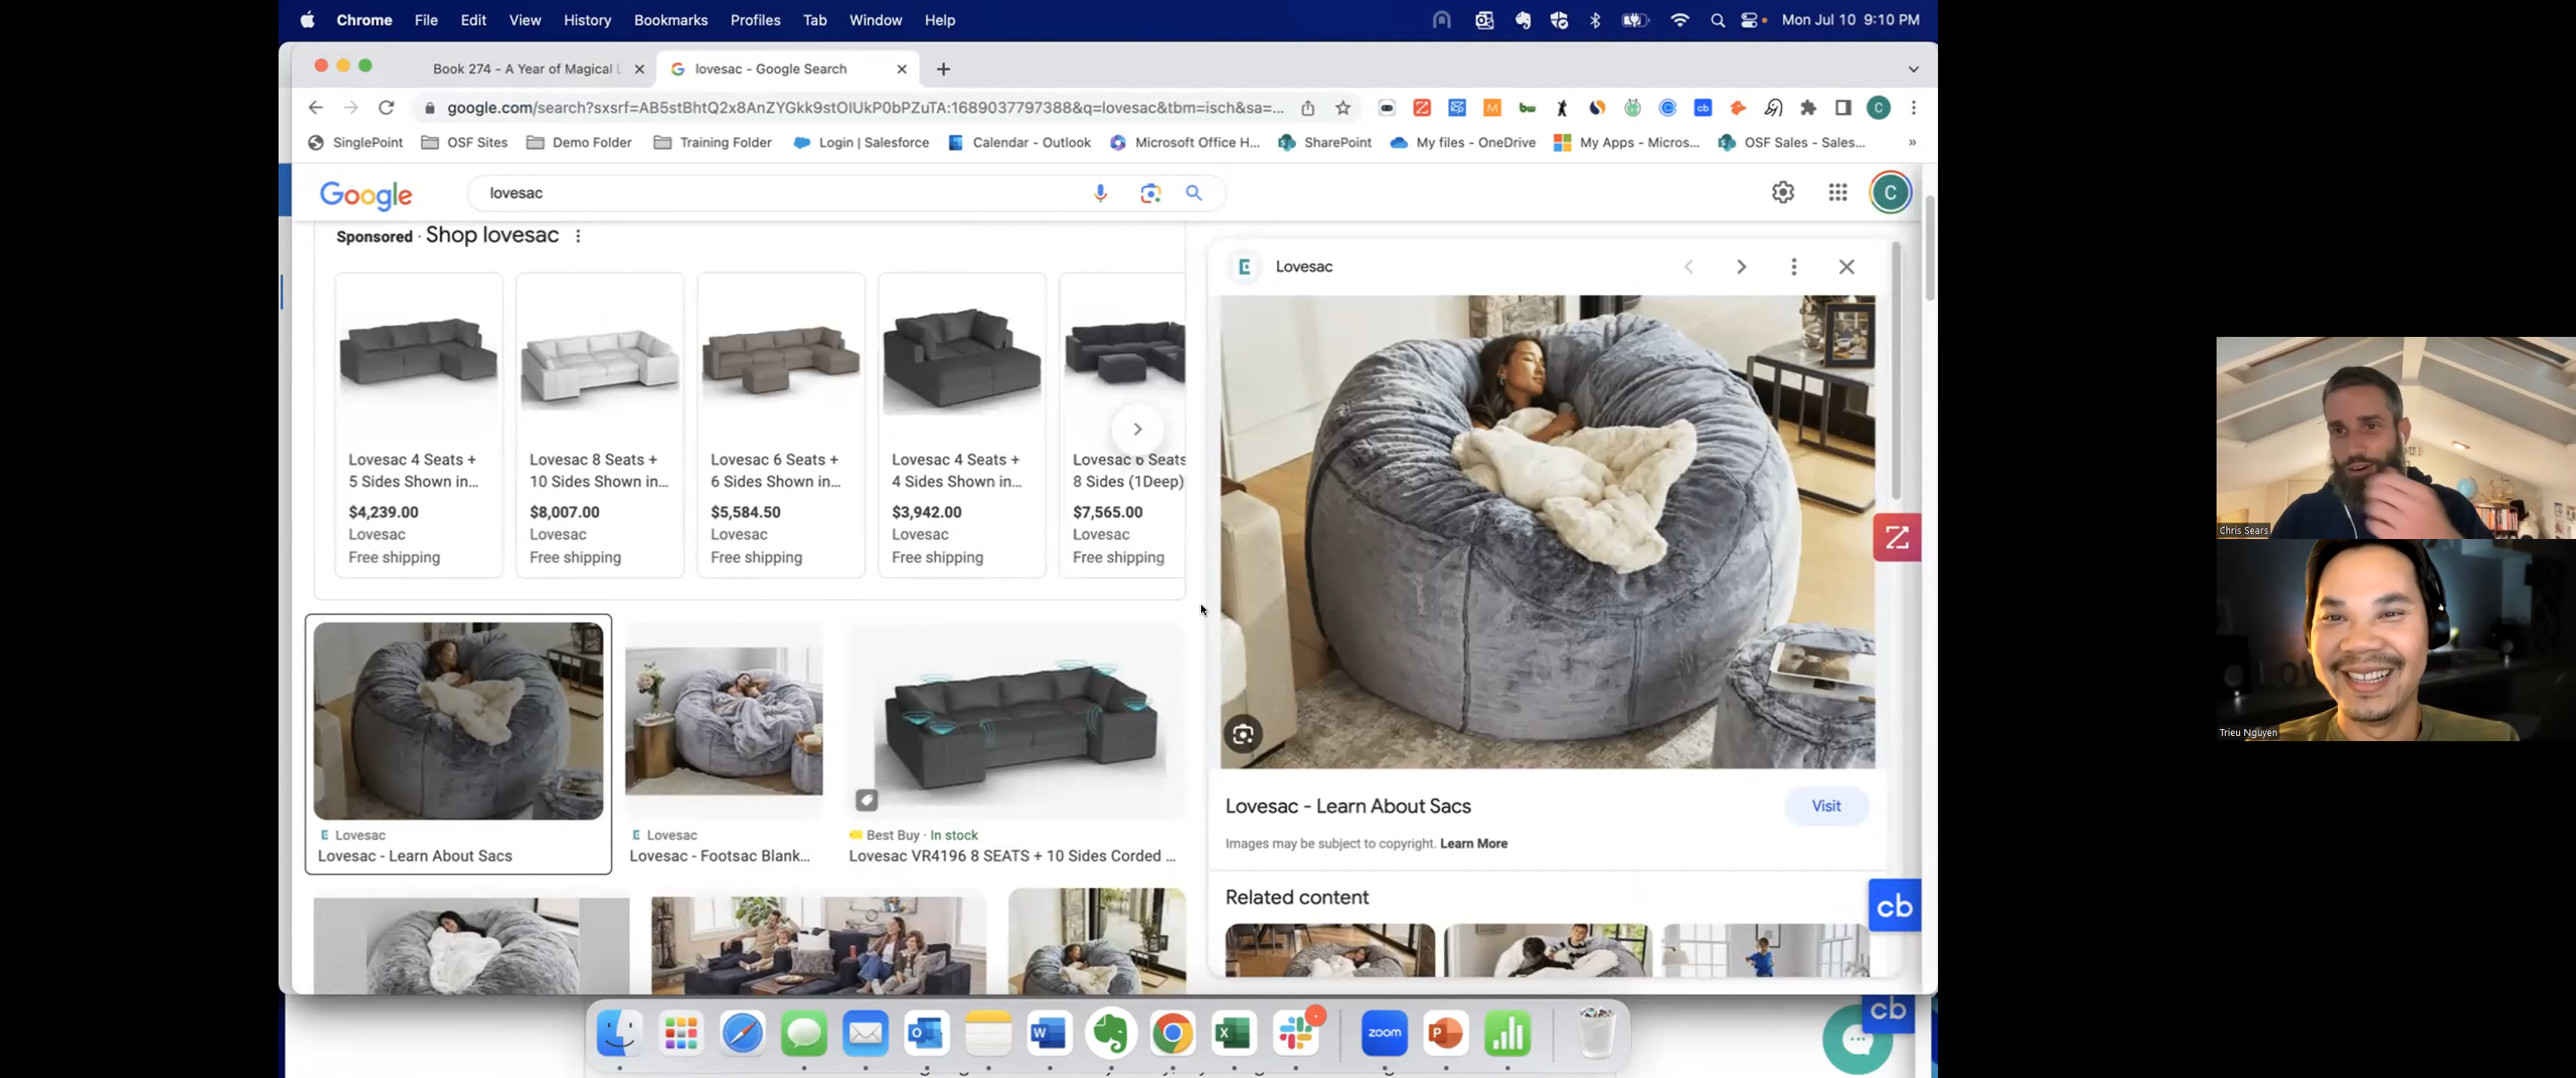 Chrome File Edit View History Bookmarks Profiles Tab Window Help Mon Jul 10 9:10 PM
Book 274 - A Year of Magical
lovesac - Google Search
google.com/search?sxsrf=AB5stBhtQ2x8AnZYGkk9stOIUkP0bPZuTA:1689037797388&q=lovesac&tbm=isch&sa=...
SinglePoint OSF Sites Demo Folder Training Folder Login | Salesforce Calendar - Outlook Microsoft Office H... SharePoint My files - OneDrive My Apps - Micros... OSF Sales - Sales... »
Google lovesac C
Sponsored · Shop lovesac
Lovesac 4 Seats +
5 Sides Shown in...
$4,239.00
Lovesac
Free shipping
Lovesac 8 Seats +
10 Sides Shown in...
$8,007.00
Lovesac
Free shipping
Lovesac 6 Seats +
6 Sides Shown in...
$5,584.50
Lovesac
Free shipping
Lovesac 4 Seats +
4 Sides Shown in...
$3,942.00
Lovesac
Free shipping
Lovesac 6 Seats
8 Sides (1Deep)
$7,565.00
Lovesac
Free shipping
Lovesac
Lovesac - Learn About Sacs
Lovesac
Lovesac - Footsac Blank...
Best Buy · In stock
Lovesac VR4196 8 SEATS + 10 Sides Corded ...
Lovesac
Lovesac - Learn About Sacs
Visit
Images may be subject to copyright. Learn More
Related content
cb
cb
zoom
Chris Sears
Trieu Nguyen